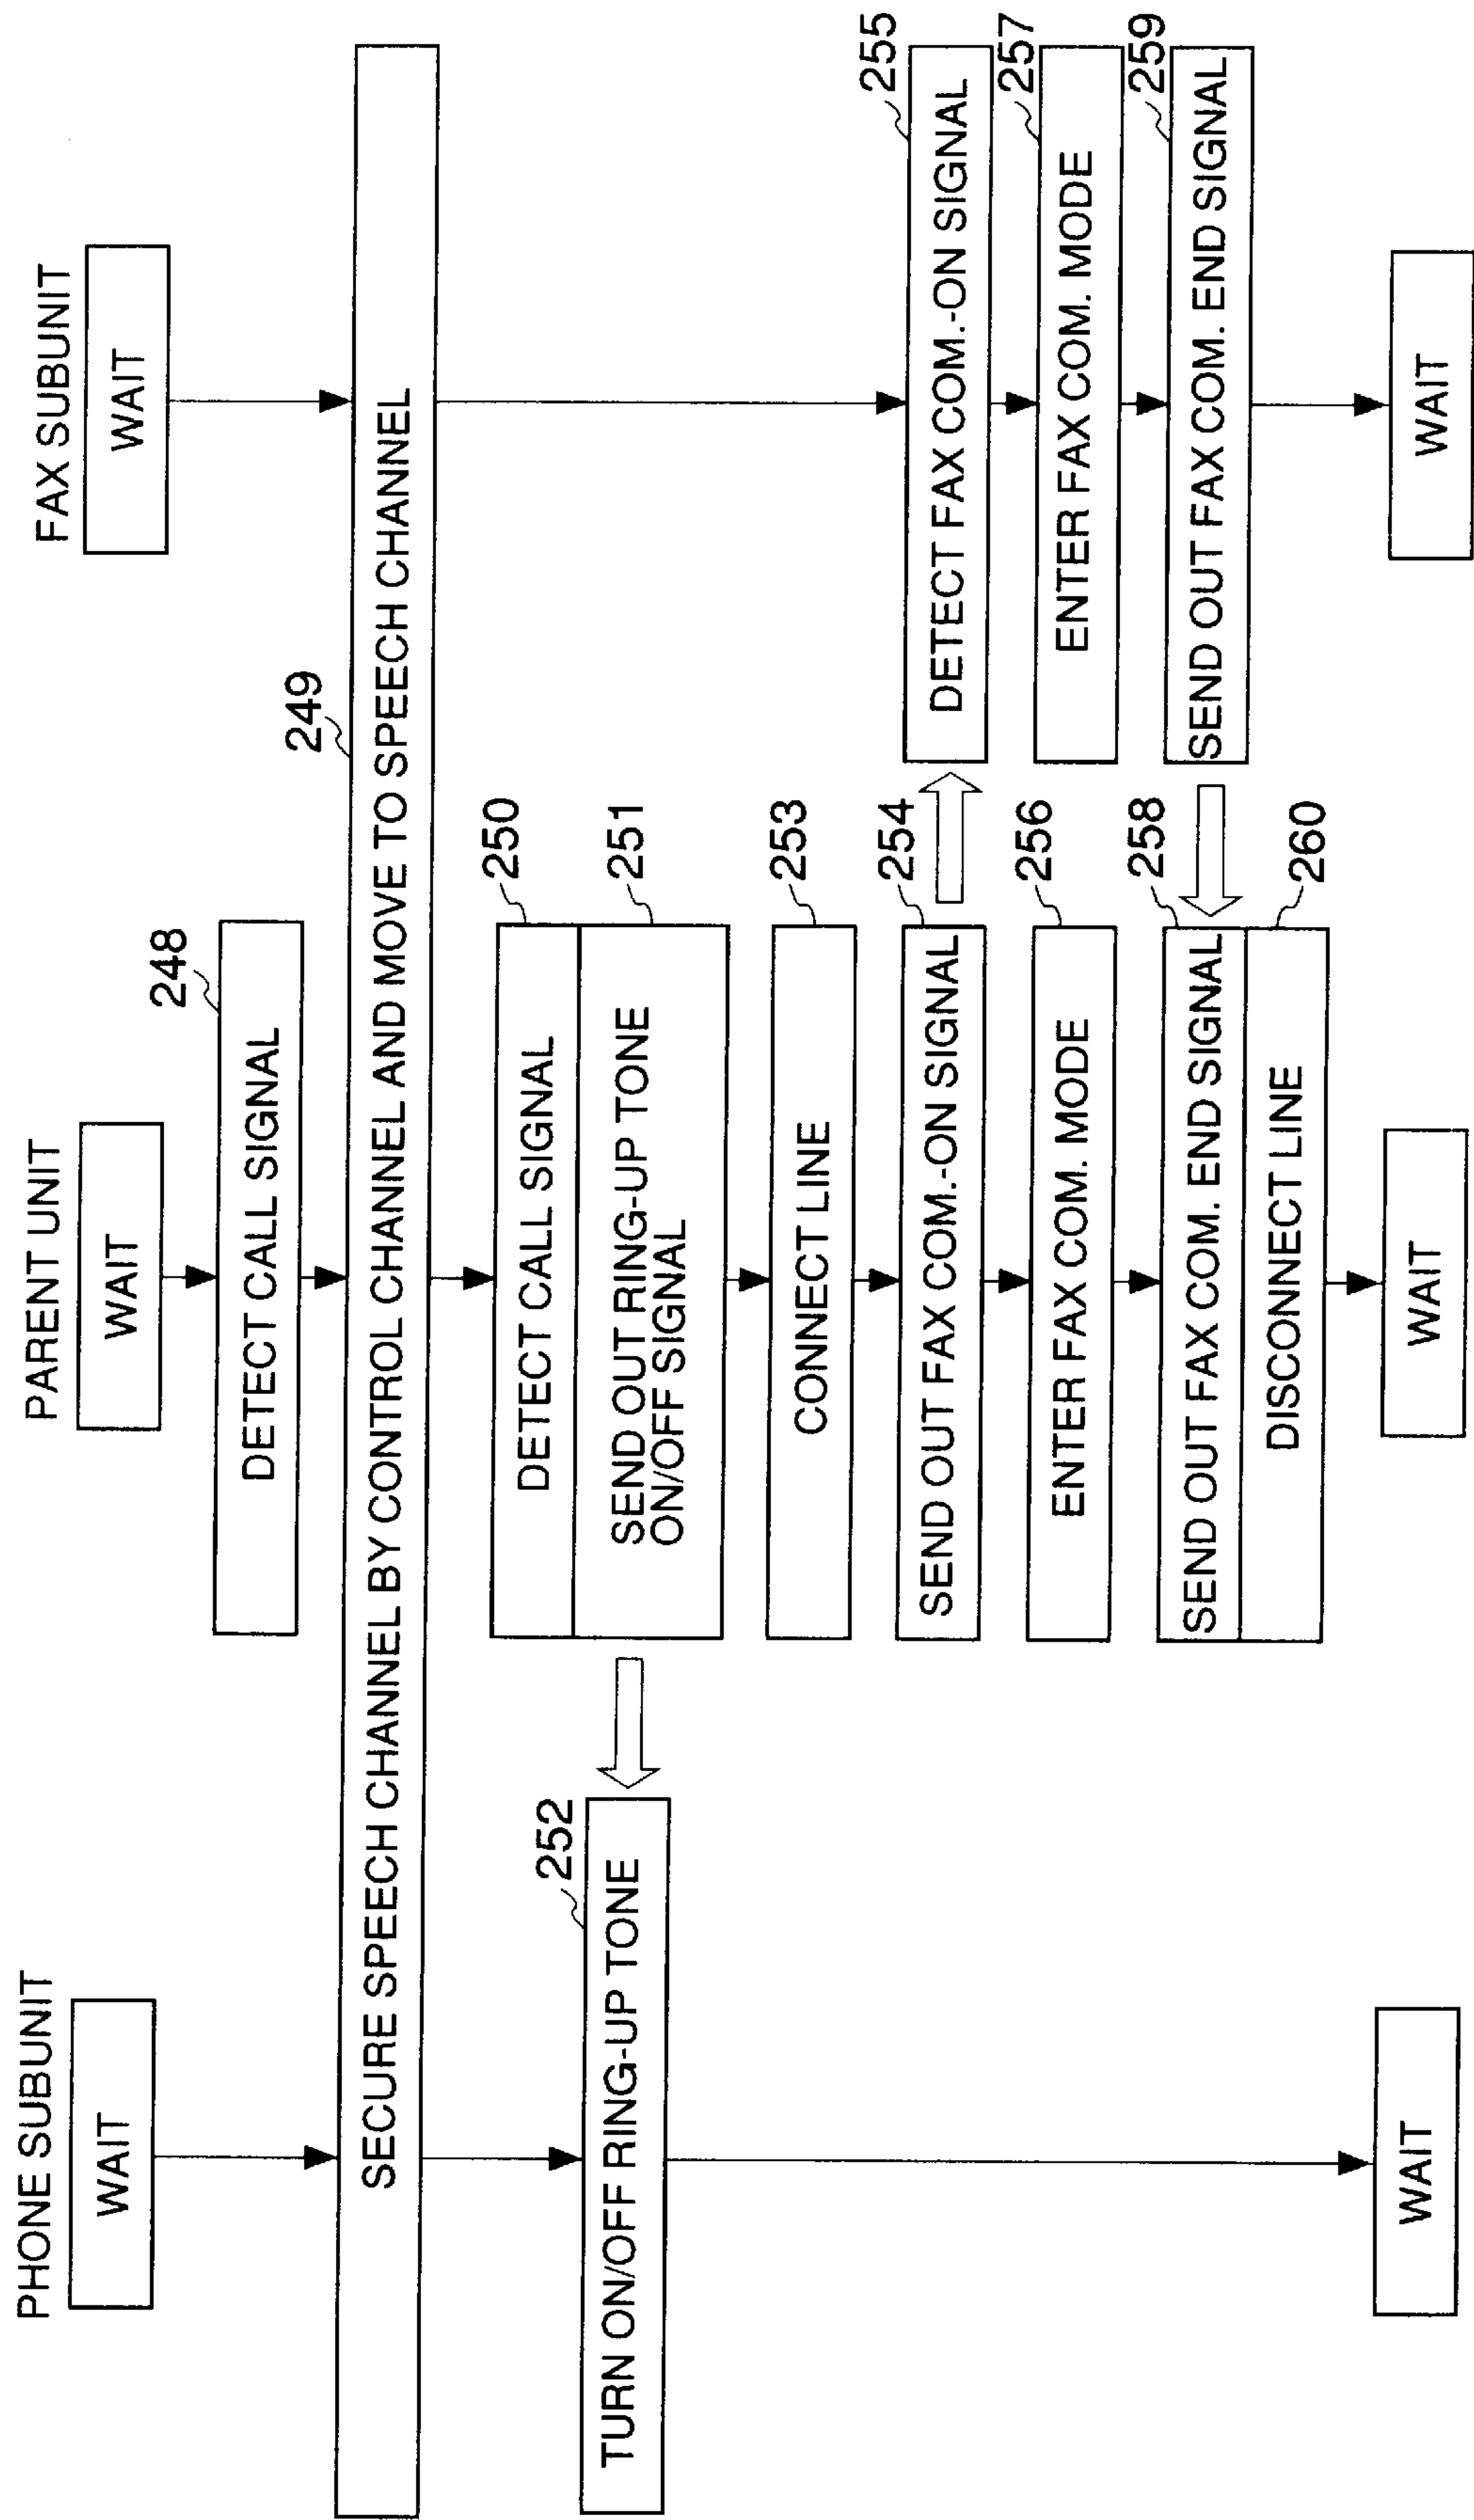 PHONE SUBUNIT
PARENT UNIT
FAX SUBUNIT
WAIT
WAIT
WAIT
248
DETECT CALL SIGNAL
249
SECURE SPEECH CHANNEL BY CONTROL CHANNEL AND MOVE TO SPEECH CHANNEL
250
DETECT CALL SIGNAL
251
SEND OUT RING-UP TONE
ON/OFF SIGNAL
252
TURN ON/OFF RING-UP TONE
253
CONNECT LINE
254
SEND OUT FAX COM.-ON SIGNAL
255
DETECT FAX COM.-ON SIGNAL
256
ENTER FAX COM. MODE
257
ENTER FAX COM. MODE
258
SEND OUT FAX COM. END SIGNAL
259
SEND OUT FAX COM. END SIGNAL
260
DISCONNECT LINE
WAIT
WAIT
WAIT